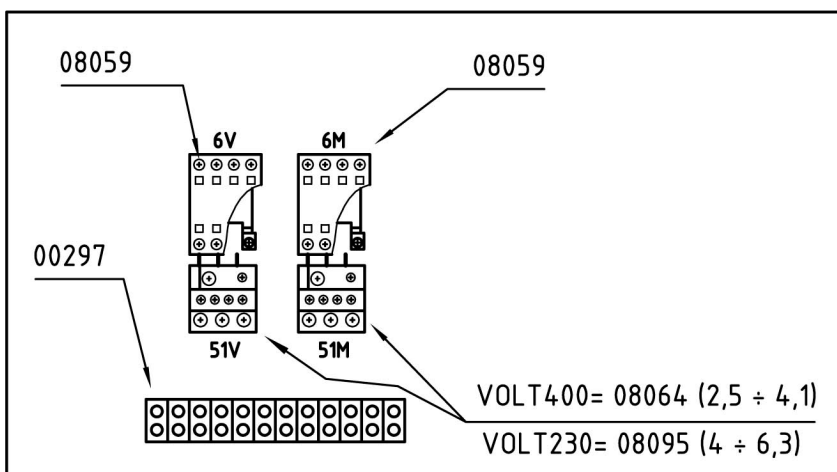 08059
08059
6V
6M
00297
51V
51M
VOLT400= 08064 (2,5 ÷ 4,1)
VOLT230= 08095 (4 ÷ 6,3)